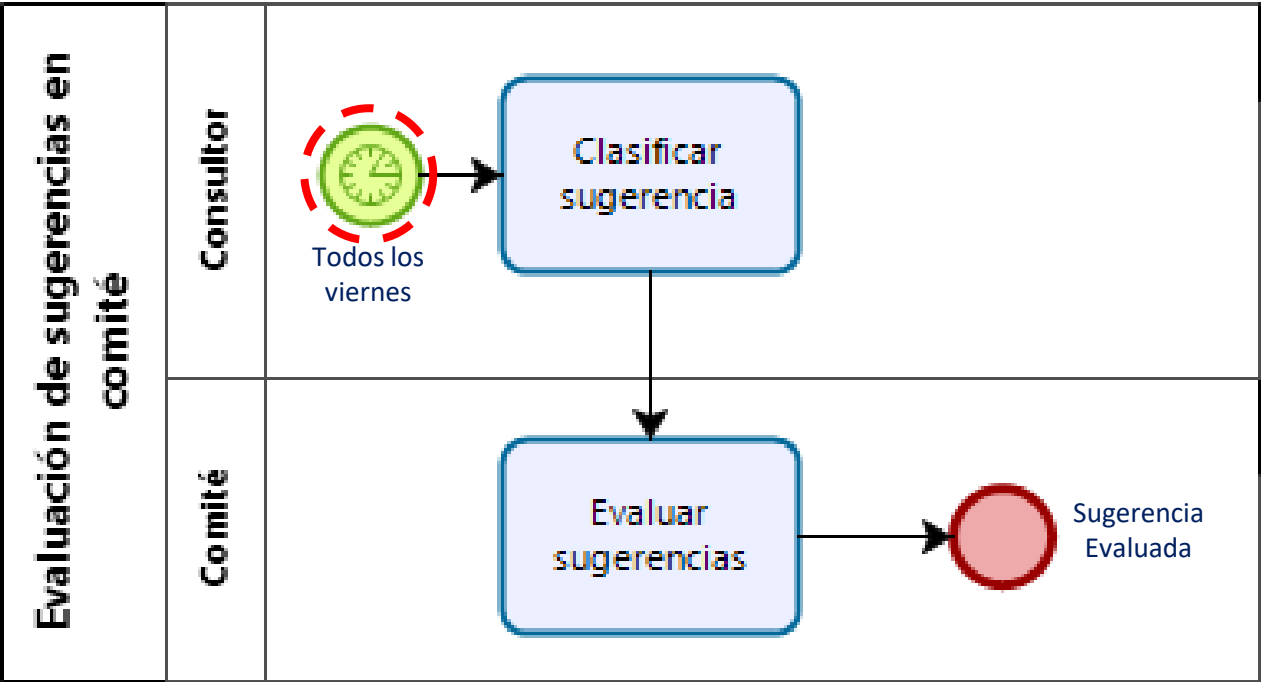 Evaluación de sugerencias en
comité
Consultor
Clasificar
sugerencia
Todos los
viernes
Comité
Evaluar
sugerencias
Sugerencia
Evaluada